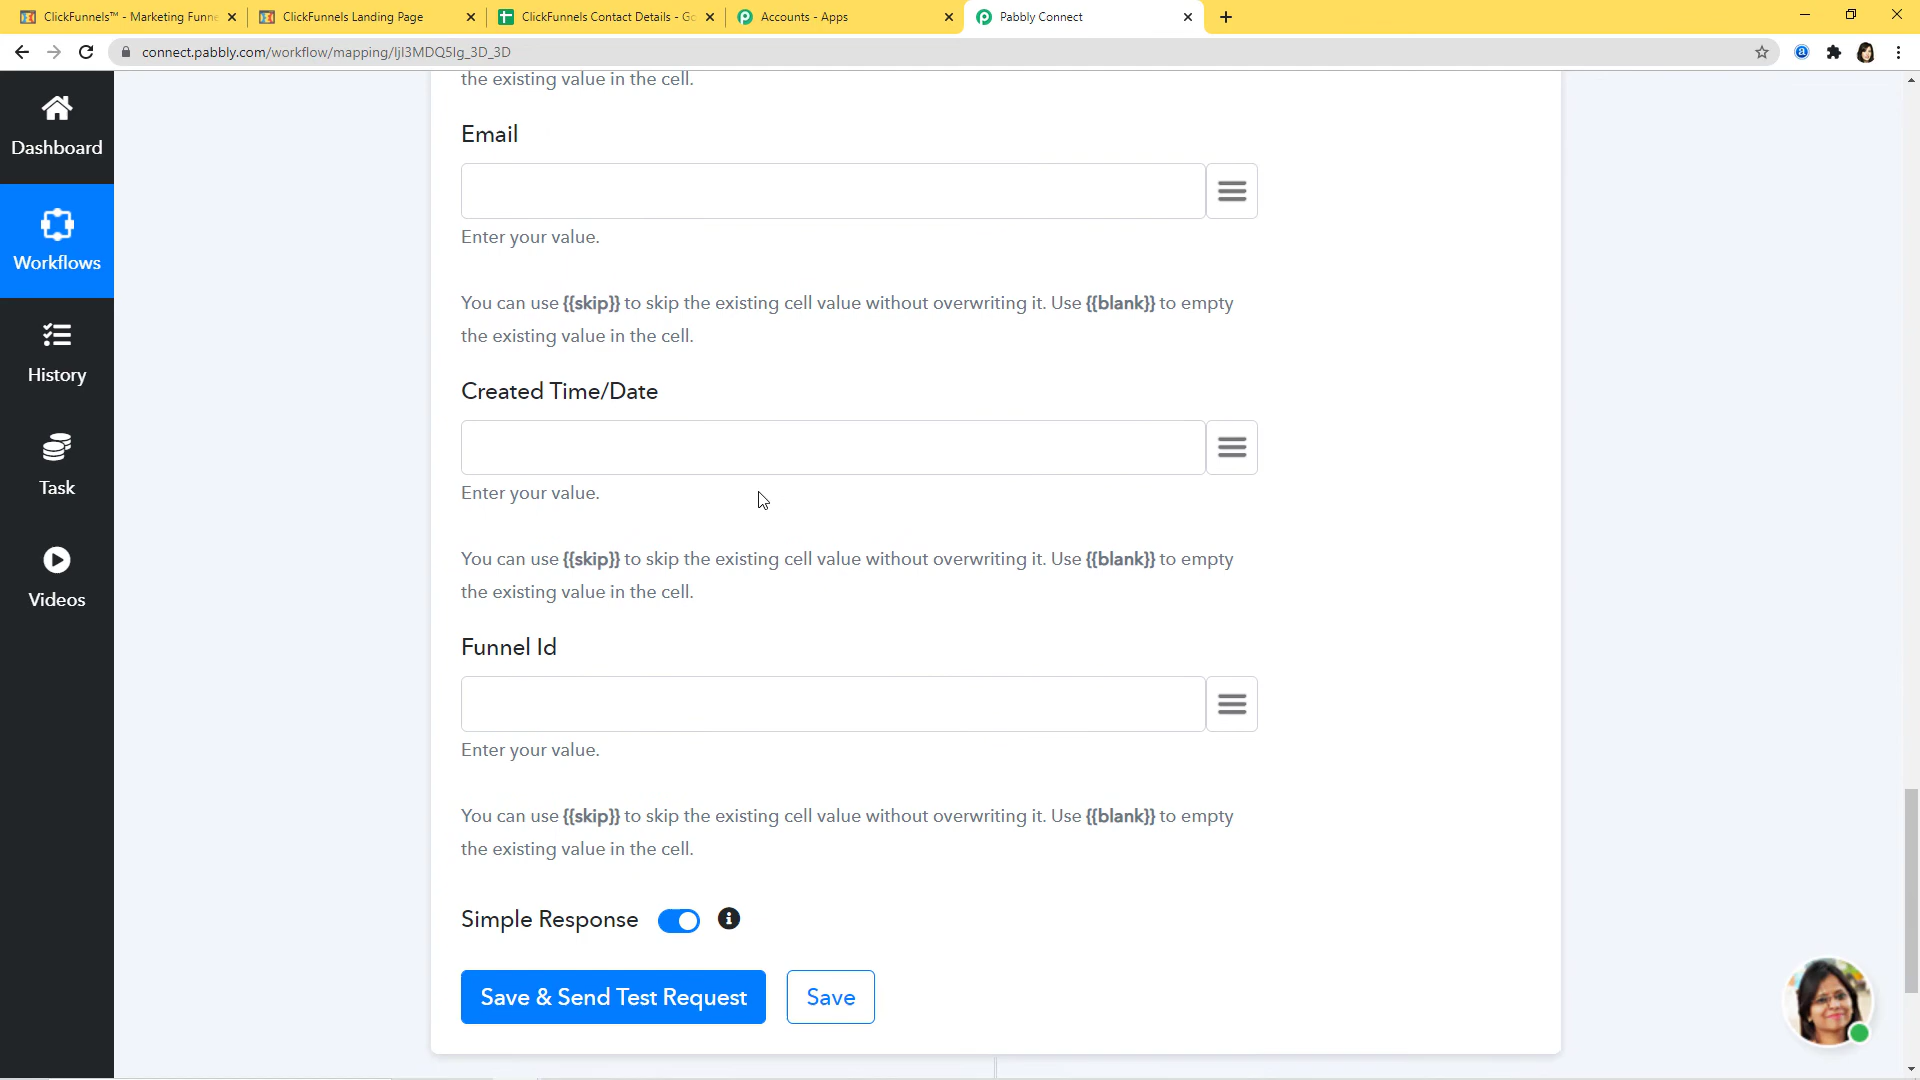 ClickFunnels™ - Marketing Funne
ClickFunnels Landing Page
ClickFunnels Contact Details - Go
Accounts - Apps
Pabbly Connect
connect.pabbly.com/workflow/mapping/IjI3MDQ5Ig_3D_3D
the existing value in the cell.
Dashboard
Workflows
History
Task
Videos
Email
Enter your value.
You can use {{skip}} to skip the existing cell value without overwriting it. Use {{blank}} to empty
the existing value in the cell.
Created Time/Date
Enter your value.
You can use {{skip}} to skip the existing cell value without overwriting it. Use {{blank}} to empty
the existing value in the cell.
Funnel Id
Enter your value.
You can use {{skip}} to skip the existing cell value without overwriting it. Use {{blank}} to empty
the existing value in the cell.
Simple Response
Save & Send Test Request
Save